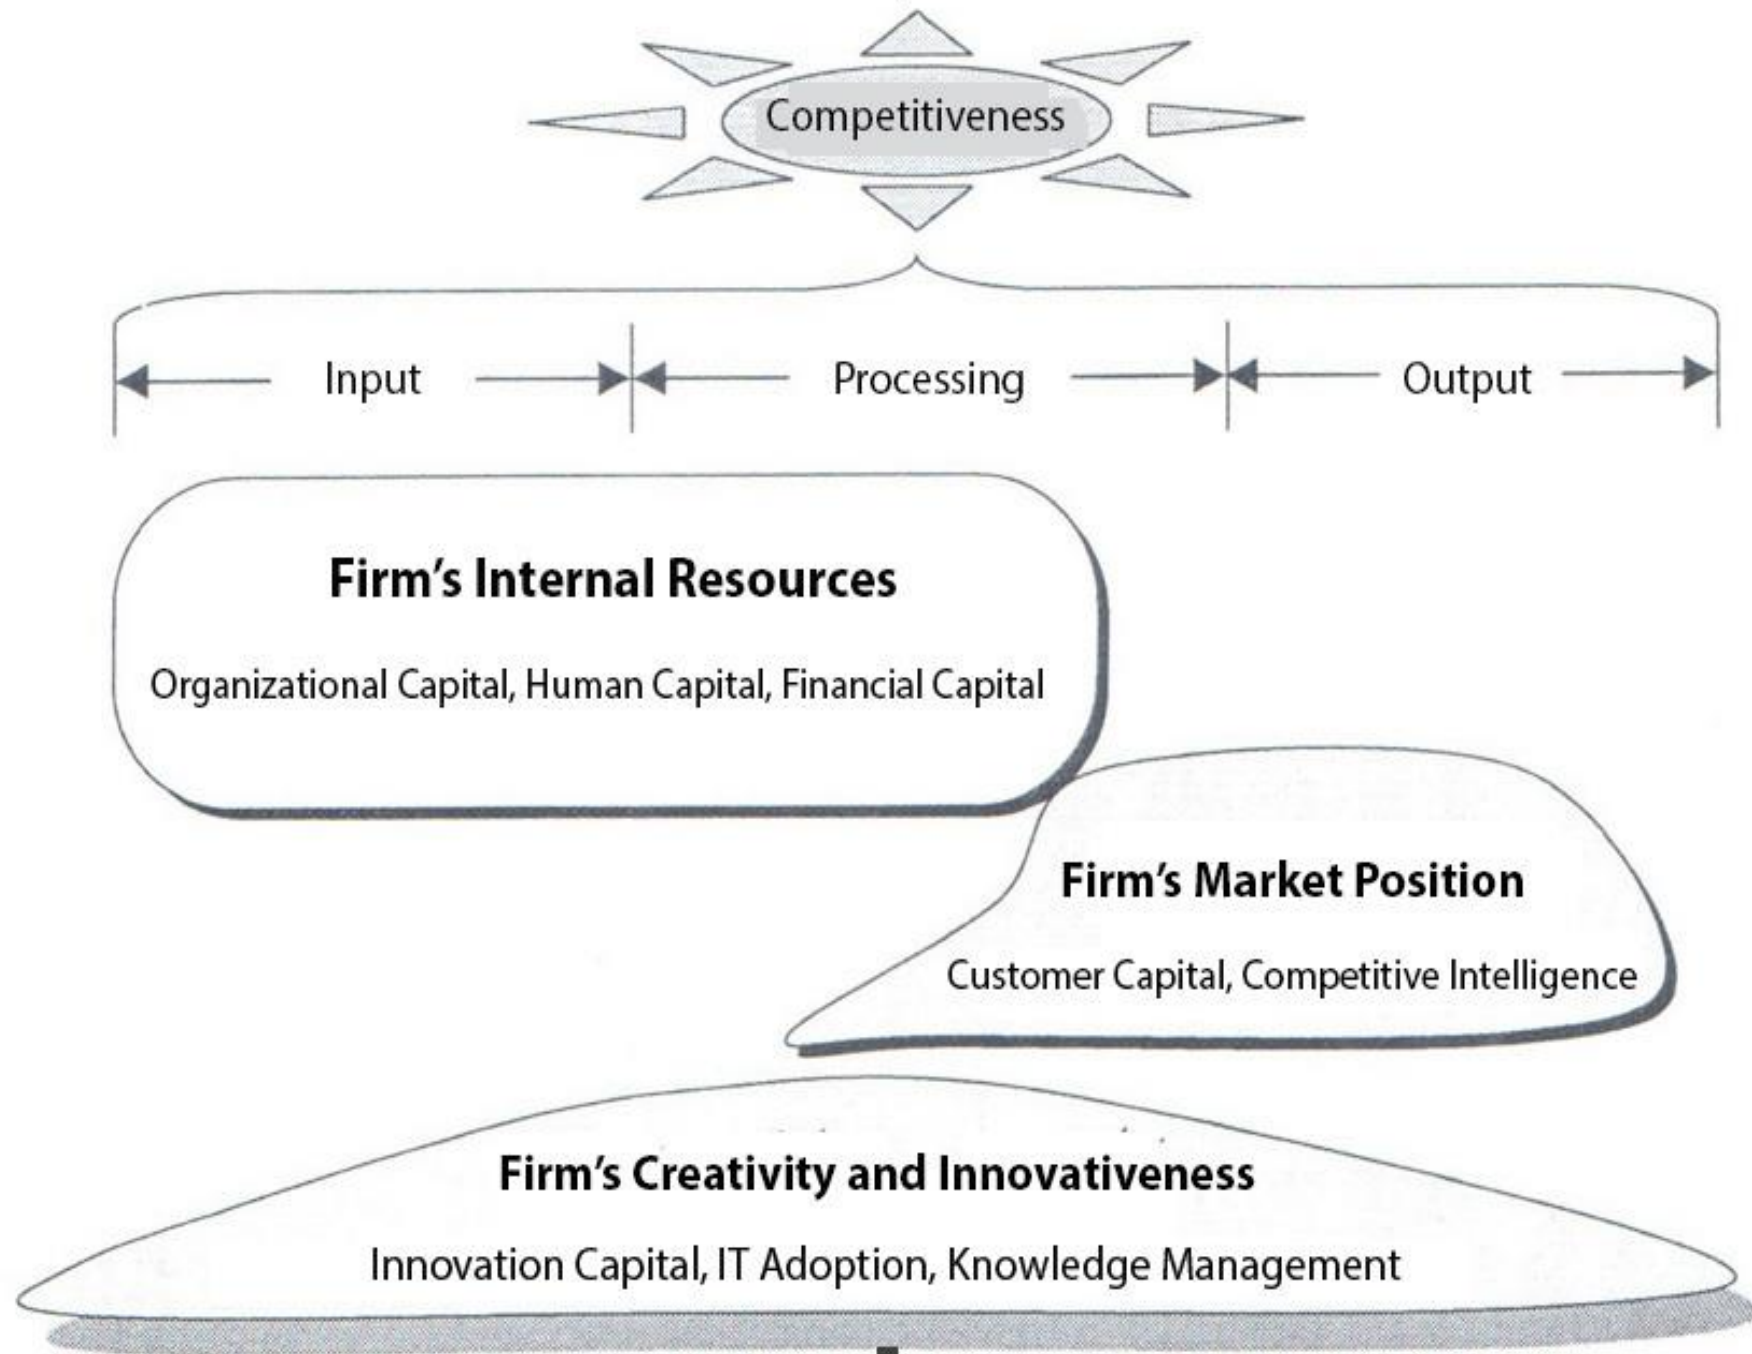 Competitiveness
Input Processing Output
Firm’s Internal Resources
Organizational Capital, Human Capital, Financial Capital
Firm’s Market Position
Customer Capital, Competitive Intelligence
Firm’s Creativity and Innovativeness
Innovation Capital, IT Adoption, Knowledge Management